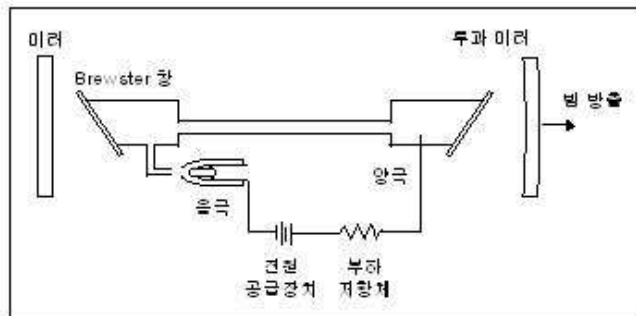 미러
투과 미러
Brewster 창
빔 방출
양극
음극
전원
공급장치
부하
저항체